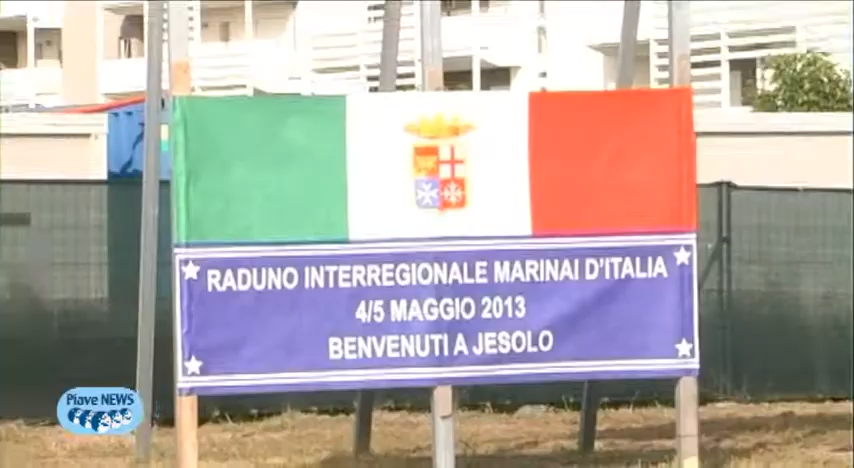 RADUNO INTERREGIONALE MARINAI D'ITALIA
4/5 MAGGIO 2013
BENVENUTI A JESOLO
Piave NEWS